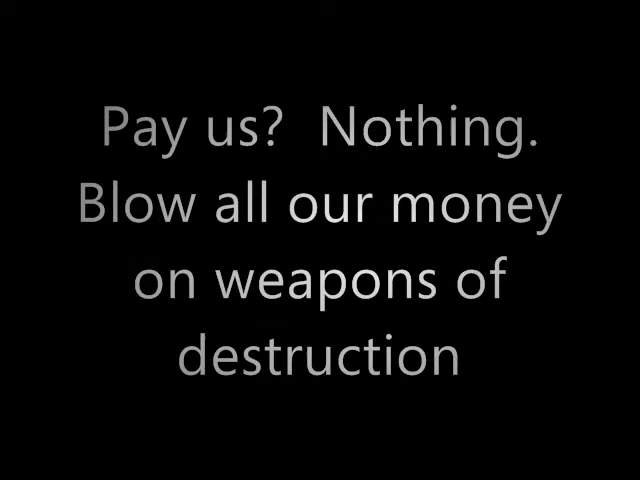 Pay us?  Nothing.
Blow all our money
on weapons of
destruction